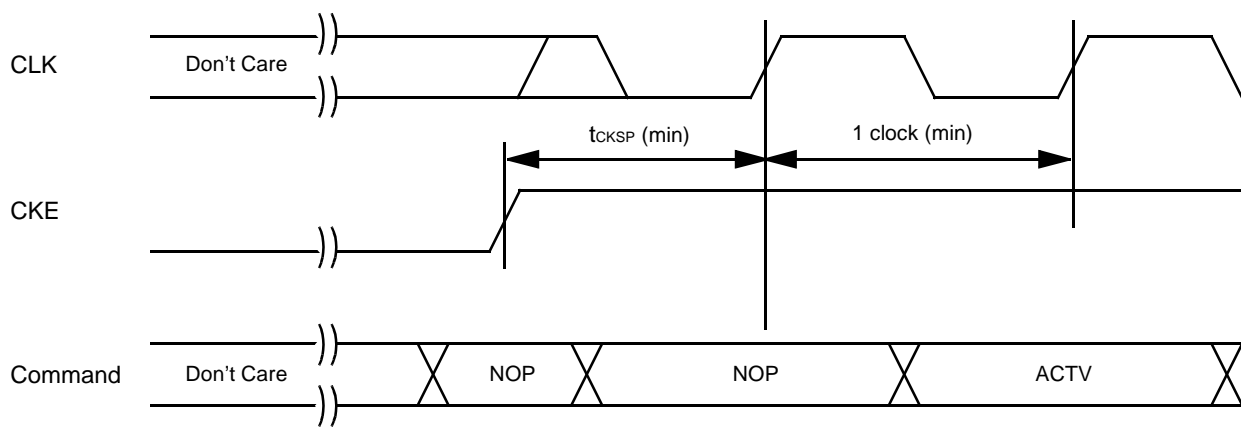 CLK
Don't Care
tCKSP (min)
1 clock (min)
CKE
Command
Don't Care
NOP
NOP
ACTV